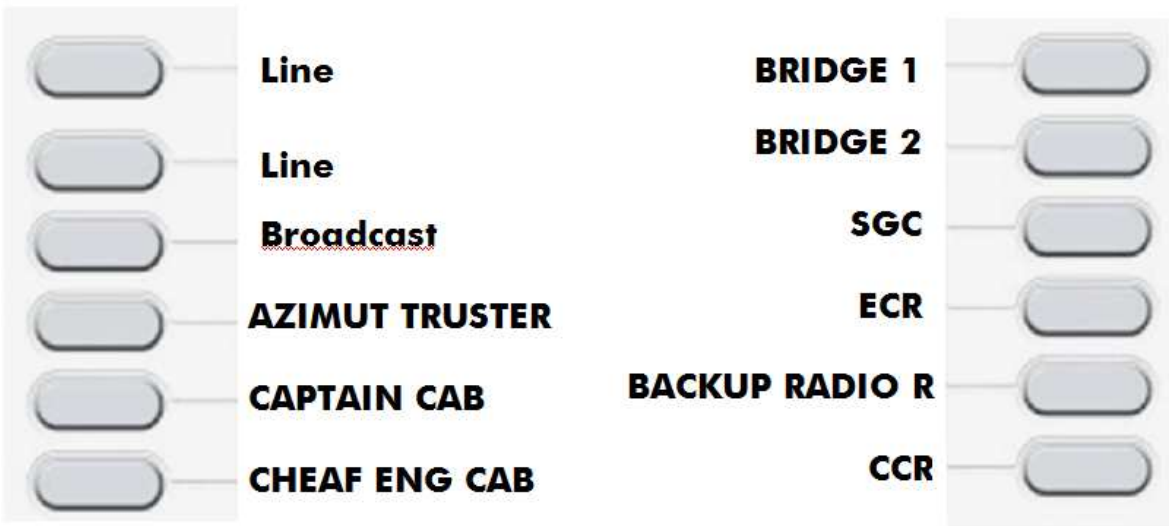 Line
Line
Broadcast
AZIMUT TRUSTER
CAPTAIN CAB
CHEAF ENG CAB
BRIDGE 1
BRIDGE 2
SGC
ECR
BACKUP RADIO R
CCR